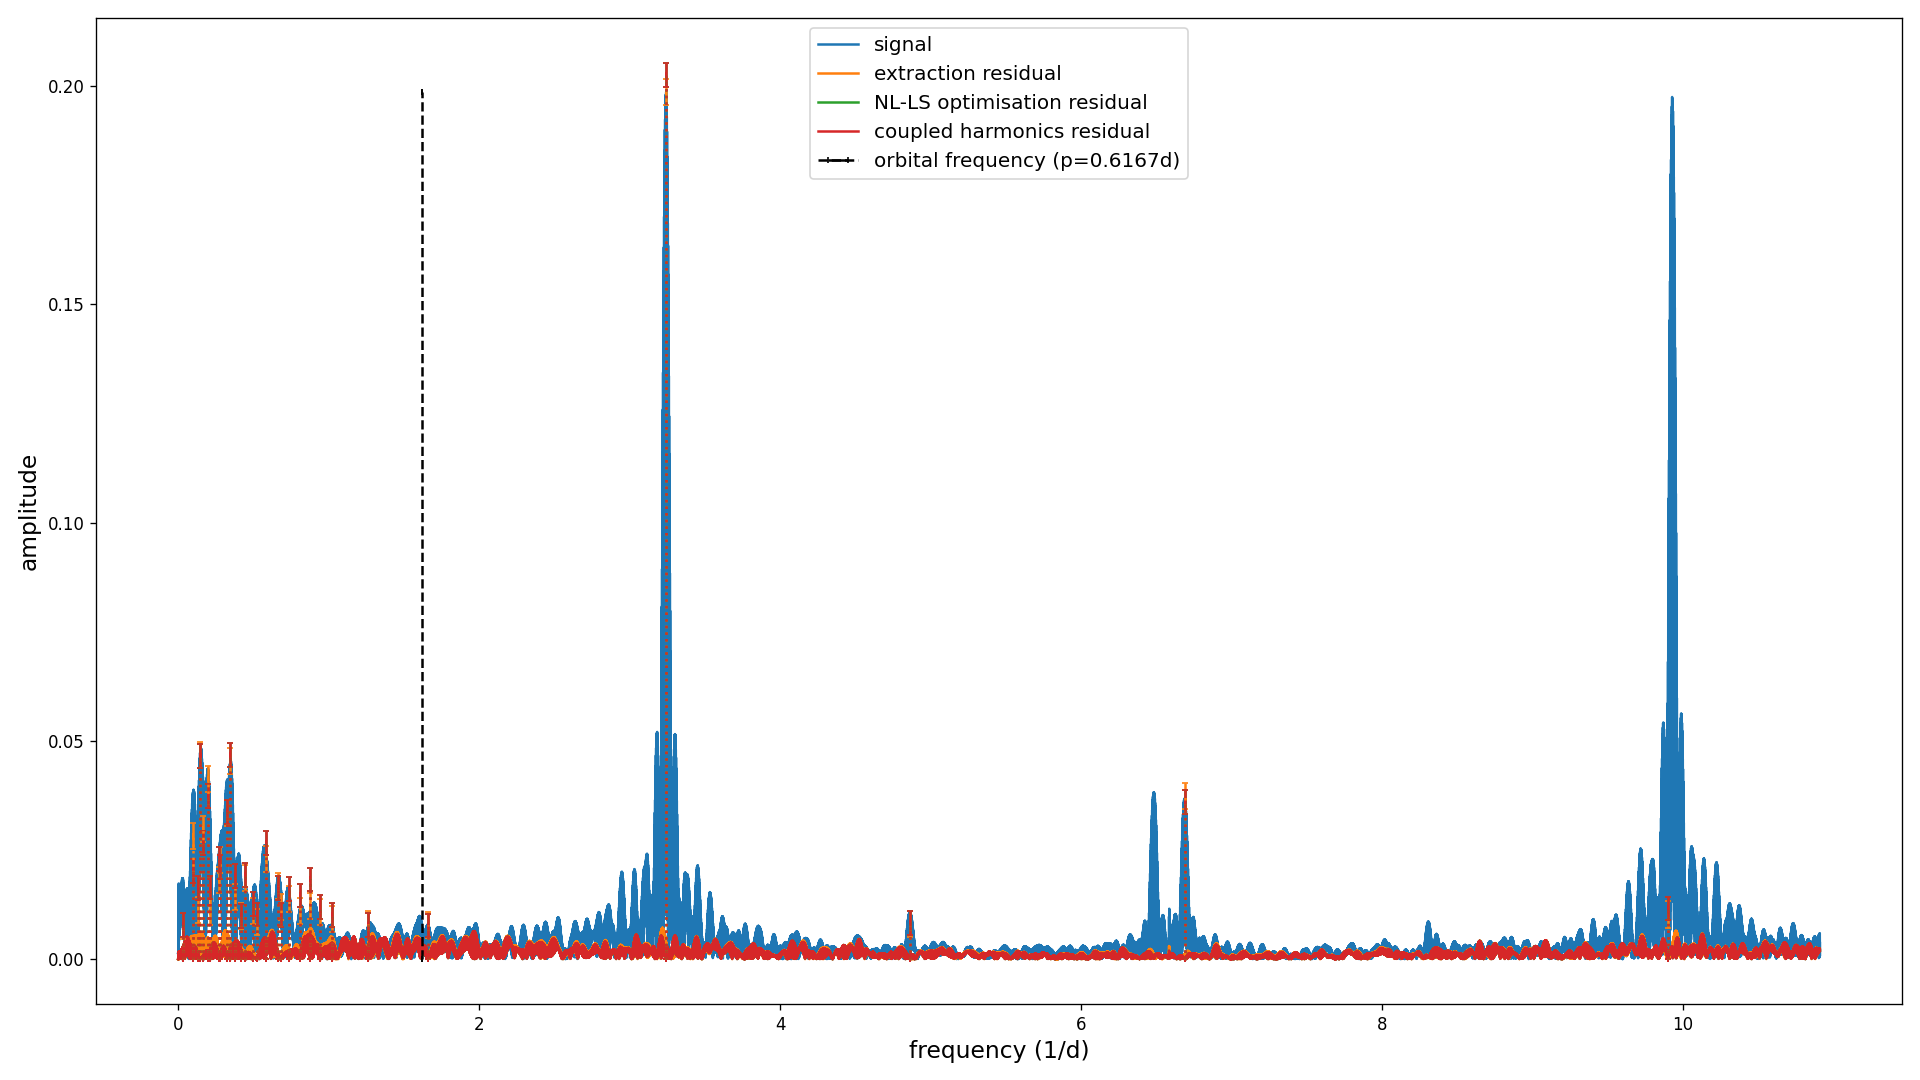 signal
extraction residual
NL-LS optimisation residual
coupled harmonics residual
orbital frequency (p=0.6167d)
amplitude
0.20
0.15
0.10
0.05
0.00
0
2
4
6
8
10
frequency (1/d)